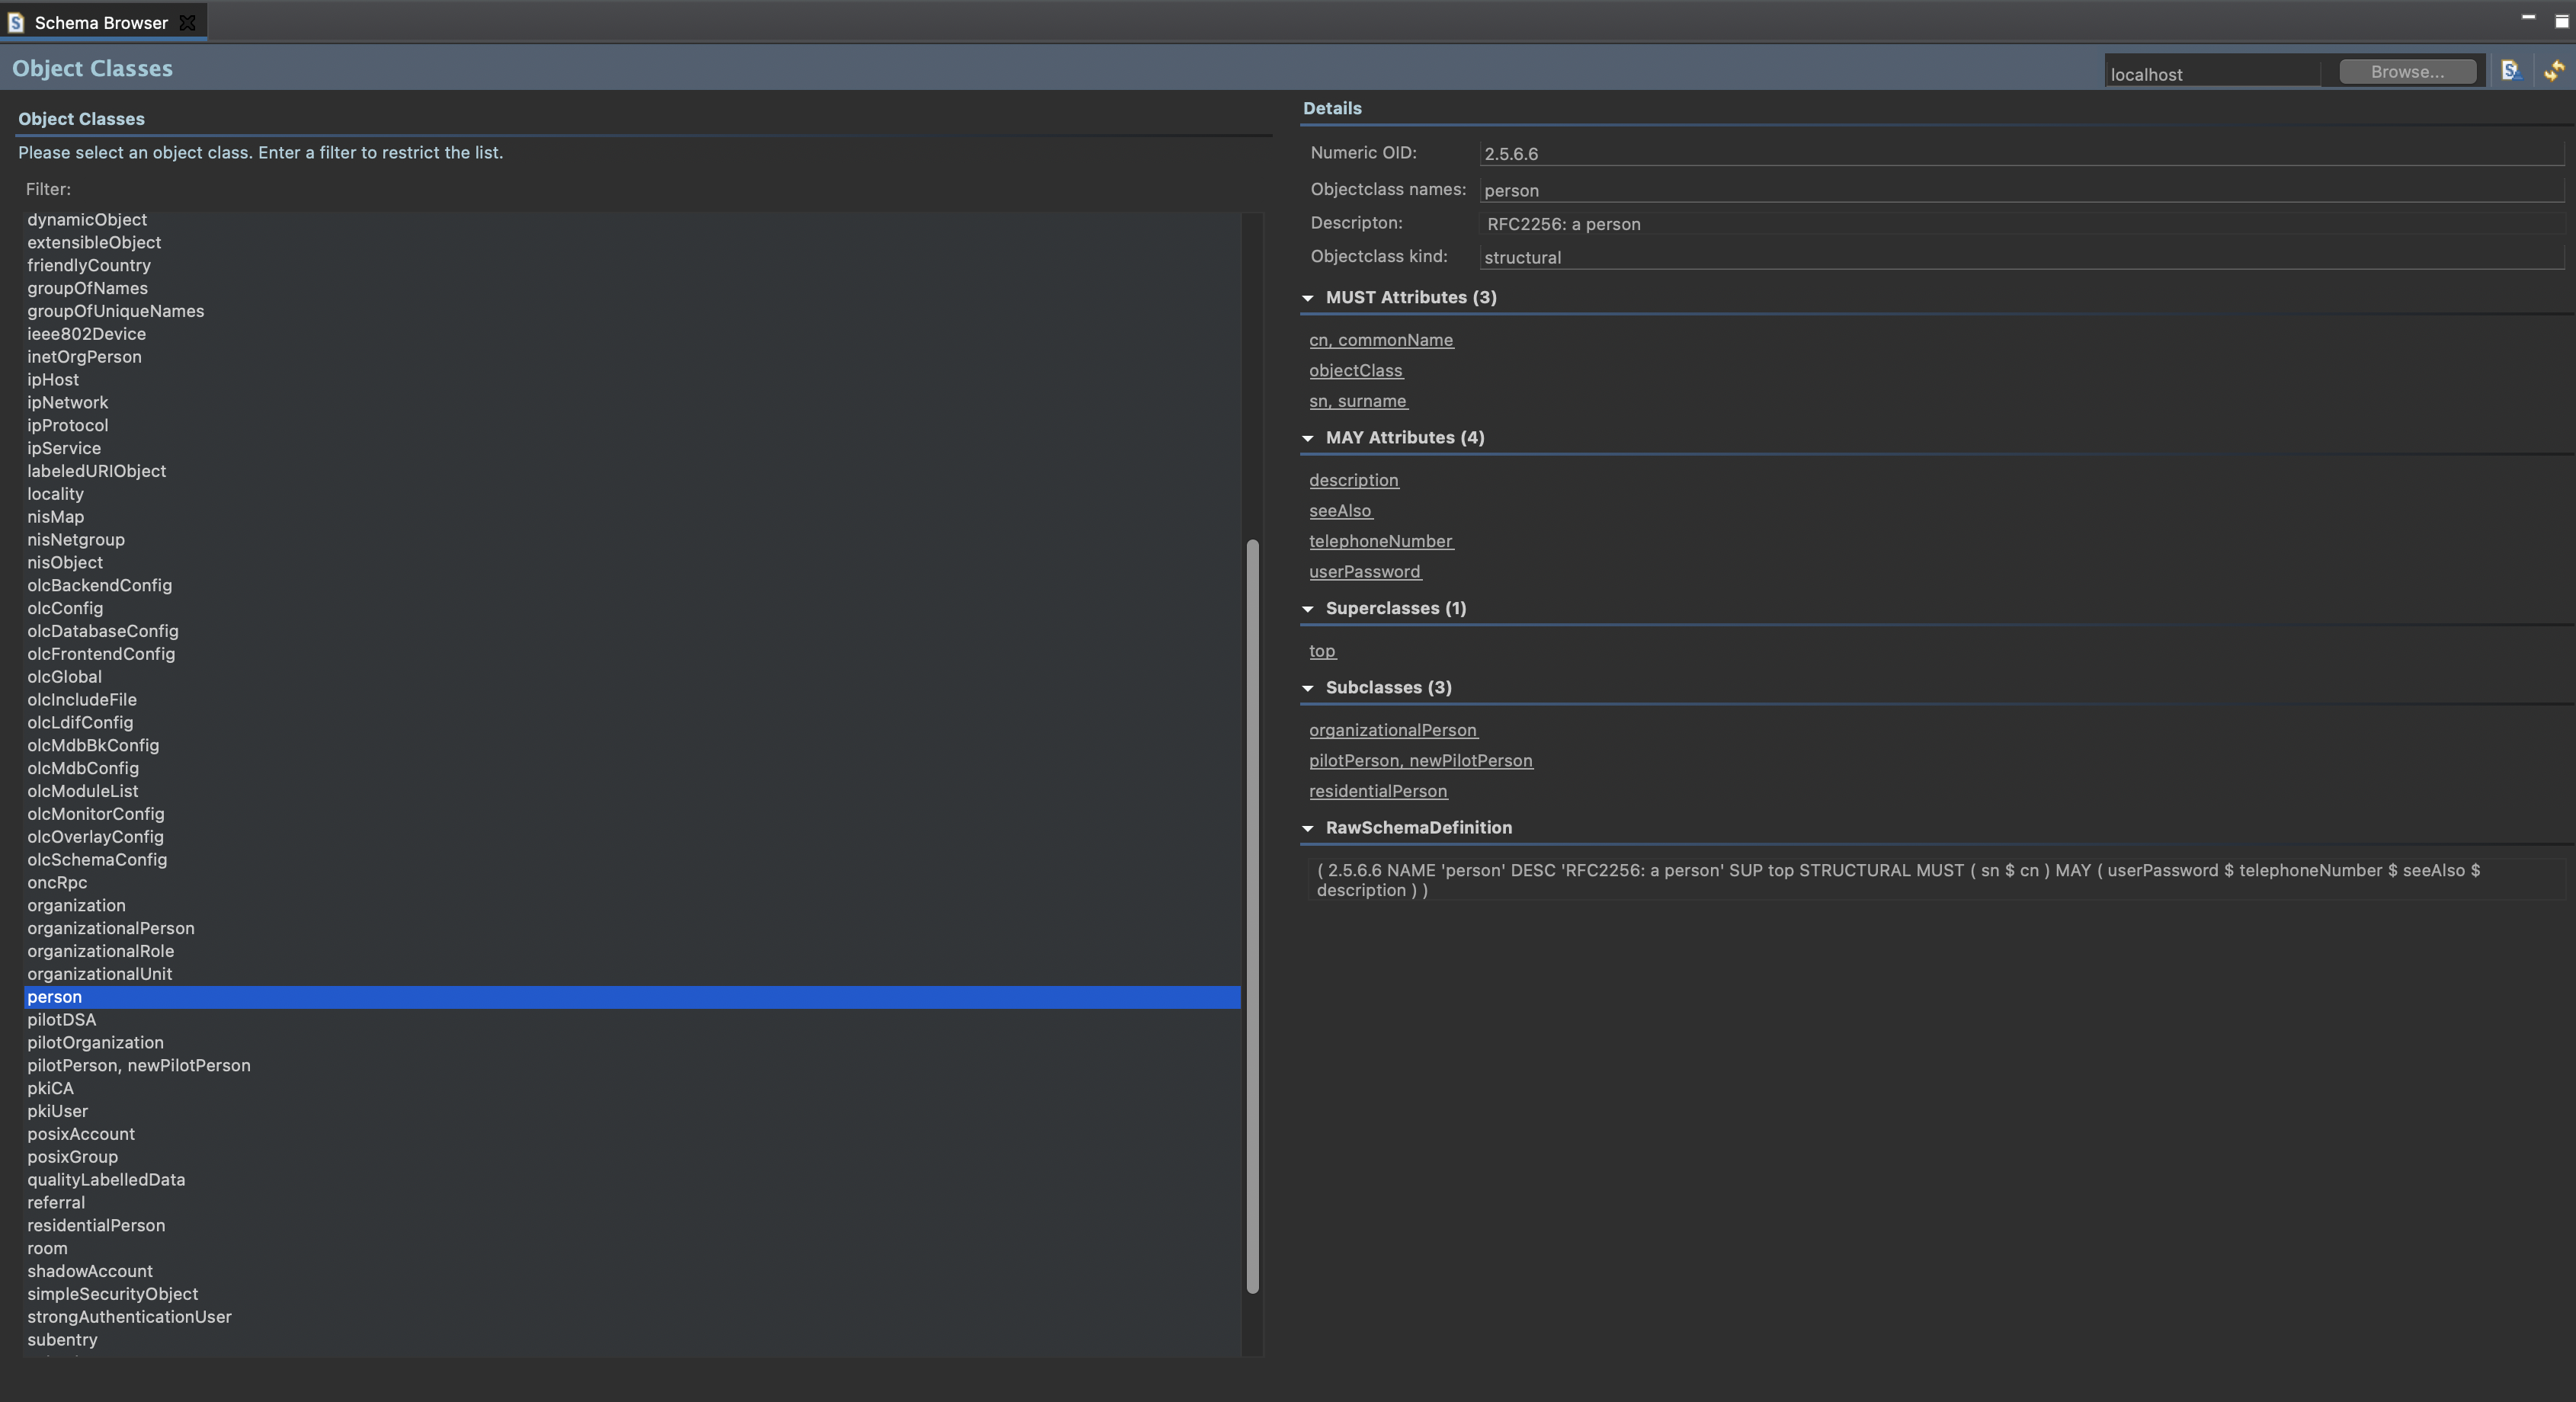 Schema Browser
Object Classes
localhost
Browse...
Object Classes
Please select an object class. Enter a filter to restrict the list.
Filter:
dynamicObject
extensibleObject
friendlyCountry
groupOfNames
groupOfUniqueNames
ieee802Device
inetOrgPerson
ipHost
ipNetwork
ipProtocol
ipService
labeledURIObject
locality
nisMap
nisNetgroup
nisObject
olcBackendConfig
olcConfig
olcDatabaseConfig
olcFrontendConfig
olcGlobal
olcIncludeFile
olcLdifConfig
olcMdbBkConfig
olcMdbConfig
olcModuleList
olcMonitorConfig
olcOverlayConfig
olcSchemaConfig
oncRpc
organization
organizationalPerson
organizationalRole
organizationalUnit
person
pilotDSA
pilotOrganization
pilotPerson, newPilotPerson
pkiCA
pkiUser
posixAccount
posixGroup
qualityLabelledData
referral
residentialPerson
room
shadowAccount
simpleSecurityObject
strongAuthenticationUser
subentry
Details
Numeric OID: 2.5.6.6
Objectclass names: person
Descripton: RFC2256: a person
Objectclass kind: structural
MUST Attributes (3)
cn, commonName
objectClass
sn, surname
MAY Attributes (4)
description
seeAlso
telephoneNumber
userPassword
Superclasses (1)
top
Subclasses (3)
organizationalPerson
pilotPerson, newPilotPerson
residentialPerson
RawSchemaDefinition
( 2.5.6.6 NAME 'person' DESC 'RFC2256: a person' SUP top STRUCTURAL MUST ( sn $ cn ) MAY ( userPassword $ telephoneNumber $ seeAlso $
description ) )